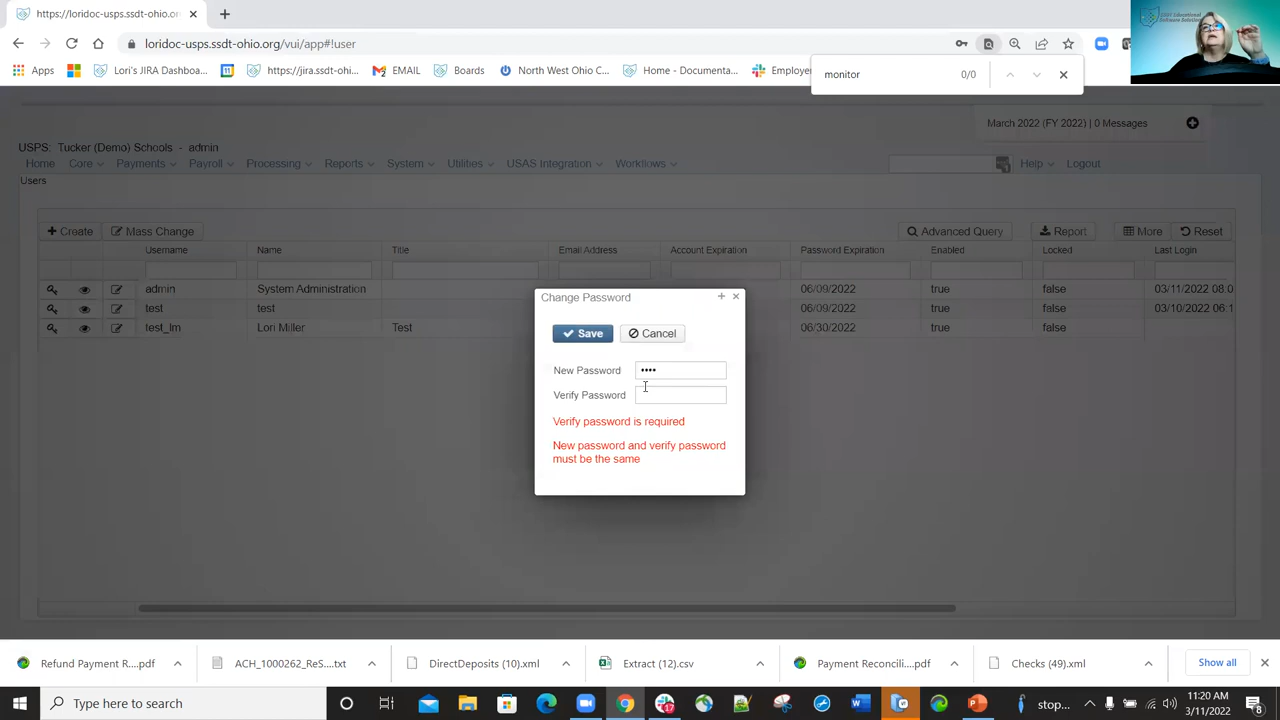 https://loridoc-usps.ssdt-ohio.or
loridoc-usps.ssdt-ohio.org/vui/app#!user
Apps
Lori's JIRA Dashboa...
https://jira.ssdt-ohi...
EMAIL
Boards
North West Ohio C...
Home - Documenta...
Employer
monitor
0/0
March 2022 (FY 2022) | 0 Messages
USPS: Tucker (Demo) Schools - admin
Home Core Payments Payroll Processing Reports System Utilities USAS Integration Workflows Help Logout
Users
Create Mass Change Advanced Query Report More Reset
Username Name Title Email Address Account Expiration Password Expiration Enabled Locked Last Login
admin System Administration 06/09/2022 true false 03/11/2022 08:0
test test 06/09/2022 true false 03/10/2022 06:1
test_lm Lori Miller Test 06/30/2022 true false
Change Password
Save Cancel
New Password ••••
Verify Password
Verify password is required
New password and verify password
must be the same
Refund Payment R....pdf
ACH_1000262_ReS....txt
DirectDeposits (10).xml
Extract (12).csv
Payment Reconcili....pdf
Checks (49).xml
Show all
Type here to search
stop...
11:20 AM
3/11/2022